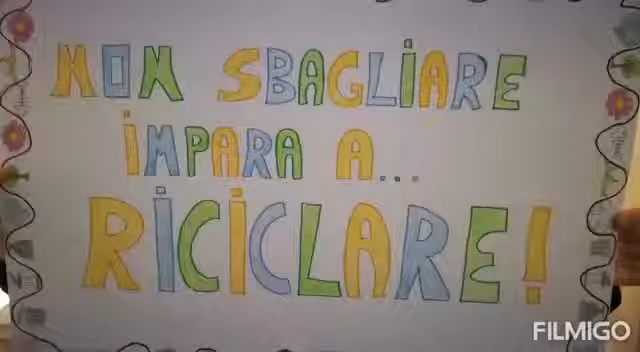 NON SBAGLIARE
IMPARA A...
RICICLARE!
FILMIGO